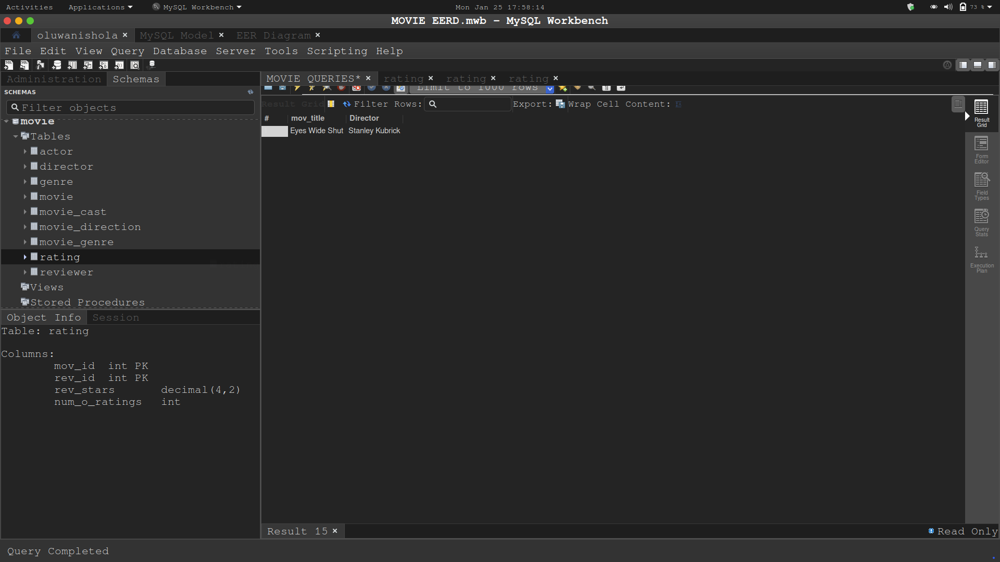 Activities Applications MySQL Workbench Mon Jan 25 17:58:14 73 %
MOVIE EERD.mwb - MySQL Workbench
oluwanishola MySQL Model EER Diagram
File Edit View Query Database Server Tools Scripting Help
Administration Schemas
SCHEMAS
Filter objects
movie
Tables
actor
director
genre
movie
movie_cast
movie_direction
movie_genre
rating
reviewer
Views
Stored Procedures
Object Info Session
Table: rating
Columns:
mov_id int PK
rev_id int PK
rev_stars decimal(4,2)
num_o_ratings int
MOVIE QUERIES* rating rating rating
Limit to 1000 rows
Result Grid Filter Rows: Export: Wrap Cell Content:
# mov_title Director
Eyes Wide Shut Stanley Kubrick
Result Grid
Form Editor
Field Types
Query Stats
Execution Plan
Result 15 Read Only
Query Completed